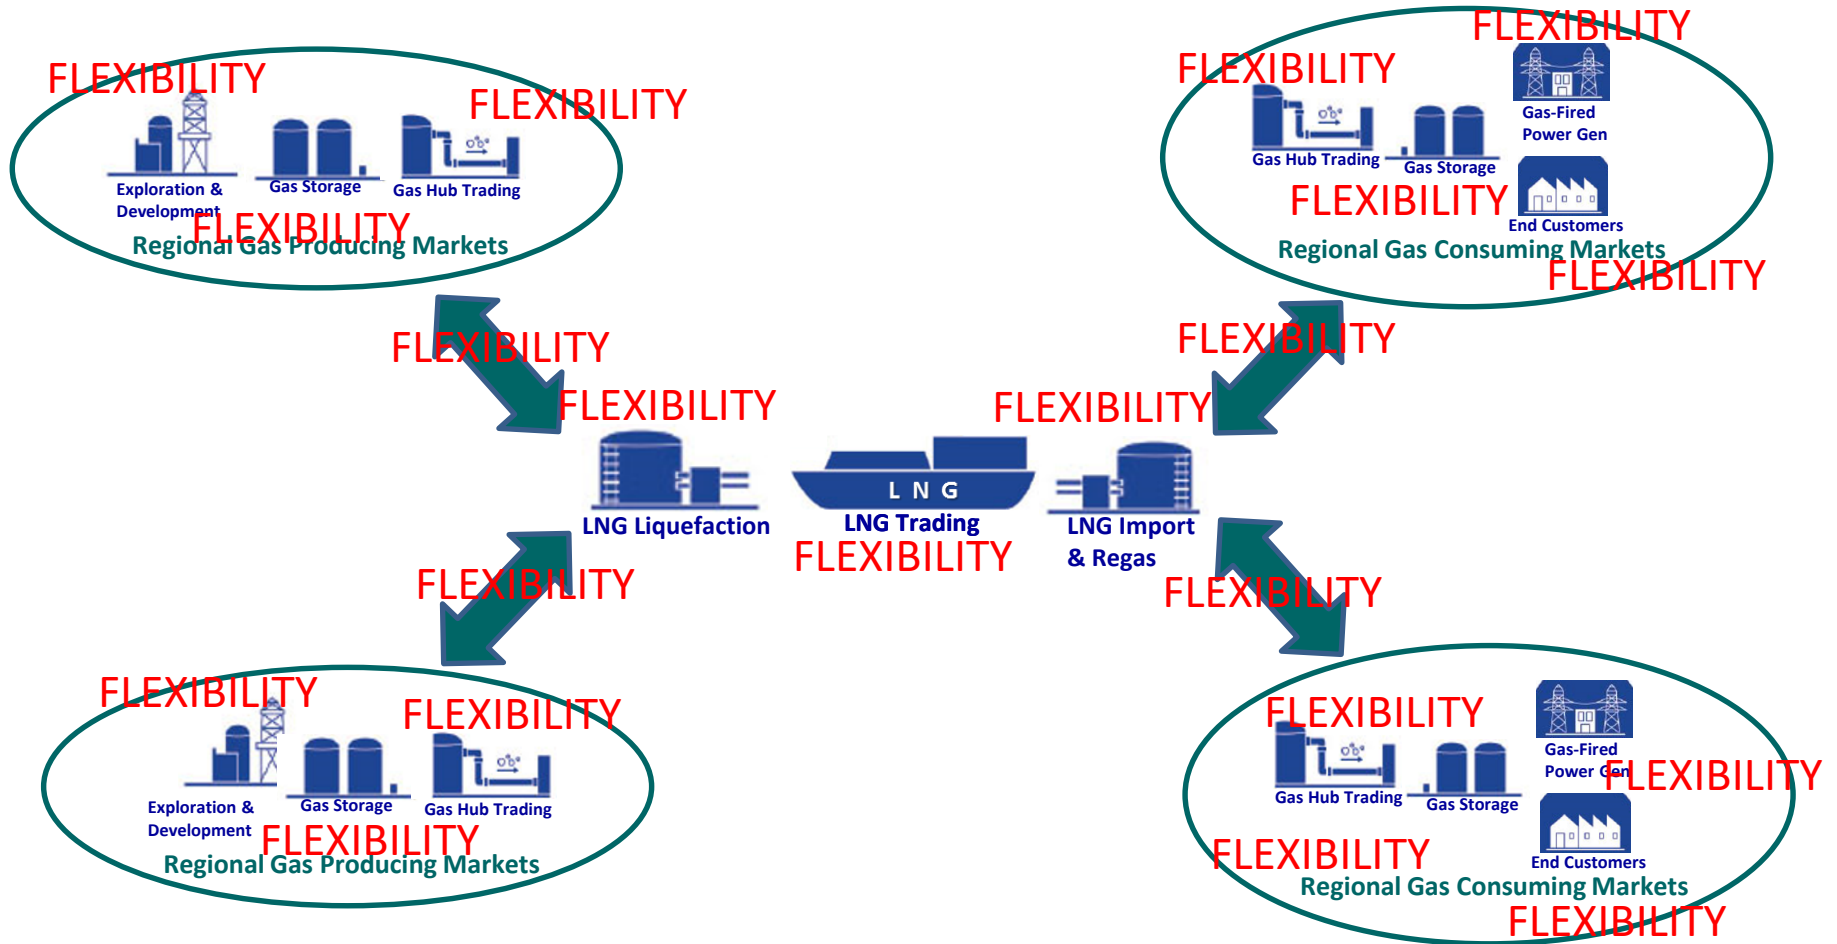 FLEXIBILITY
FLEXIBILITY
Exploration &
Development
Gas Storage
Gas Hub Trading
FLEXIBILITY
Regional Gas Producing Markets
FLEXIBILITY
FLEXIBILITY
Gas-Fired
Power Gen
Gas Hub Trading
Gas Storage
FLEXIBILITY
End Customers
Regional Gas Consuming Markets
FLEXIBILITY
FLEXIBILITY
FLEXIBILITY
FLEXIBILITY
FLEXIBILITY
LNG Liquefaction
L N G
LNG Trading
FLEXIBILITY
LNG Import
& Regas
FLEXIBILITY
FLEXIBILITY
FLEXIBILITY
FLEXIBILITY
Exploration &
Development
Gas Storage
Gas Hub Trading
FLEXIBILITY
Regional Gas Producing Markets
FLEXIBILITY
Gas-Fired
Power Gen
FLEXIBILITY
Gas Hub Trading
Gas Storage
FLEXIBILITY
End Customers
Regional Gas Consuming Markets
FLEXIBILITY